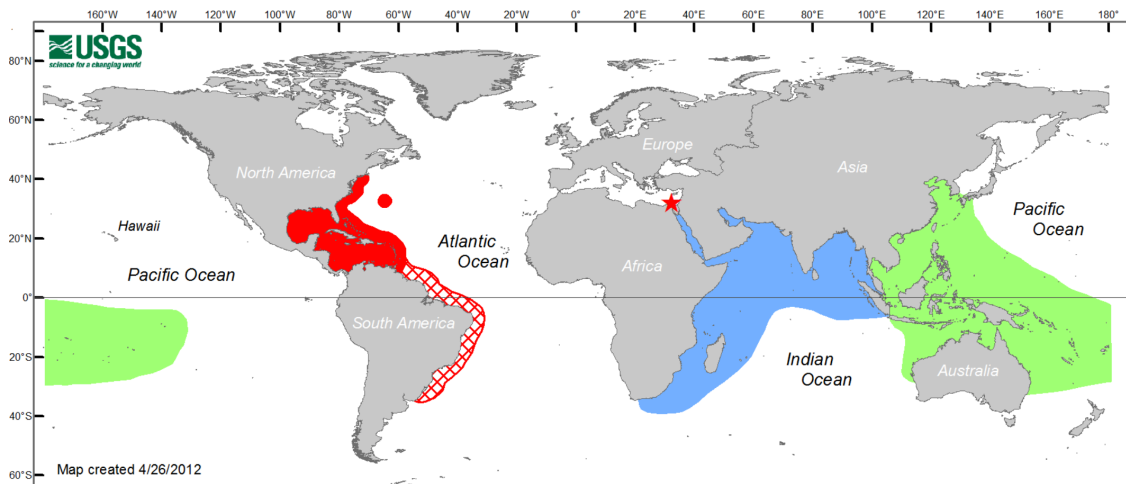 160°W 140°W 120°W 100°W 80°W 60°W 40°W 20°W 0° 20°E 40°E 60°E 80°E 100°E 120°E 140°E 160°E 180°
USGS
science for a changing world
80°N
60°N
Europe
North America
Asia
40°N
Hawaii
Pacific
Ocean
Atlantic
Ocean
20°N
Pacific Ocean
Africa
0°
South America
20°S
Indian
Ocean
Australia
40°S
Map created 4/26/2012
60°S